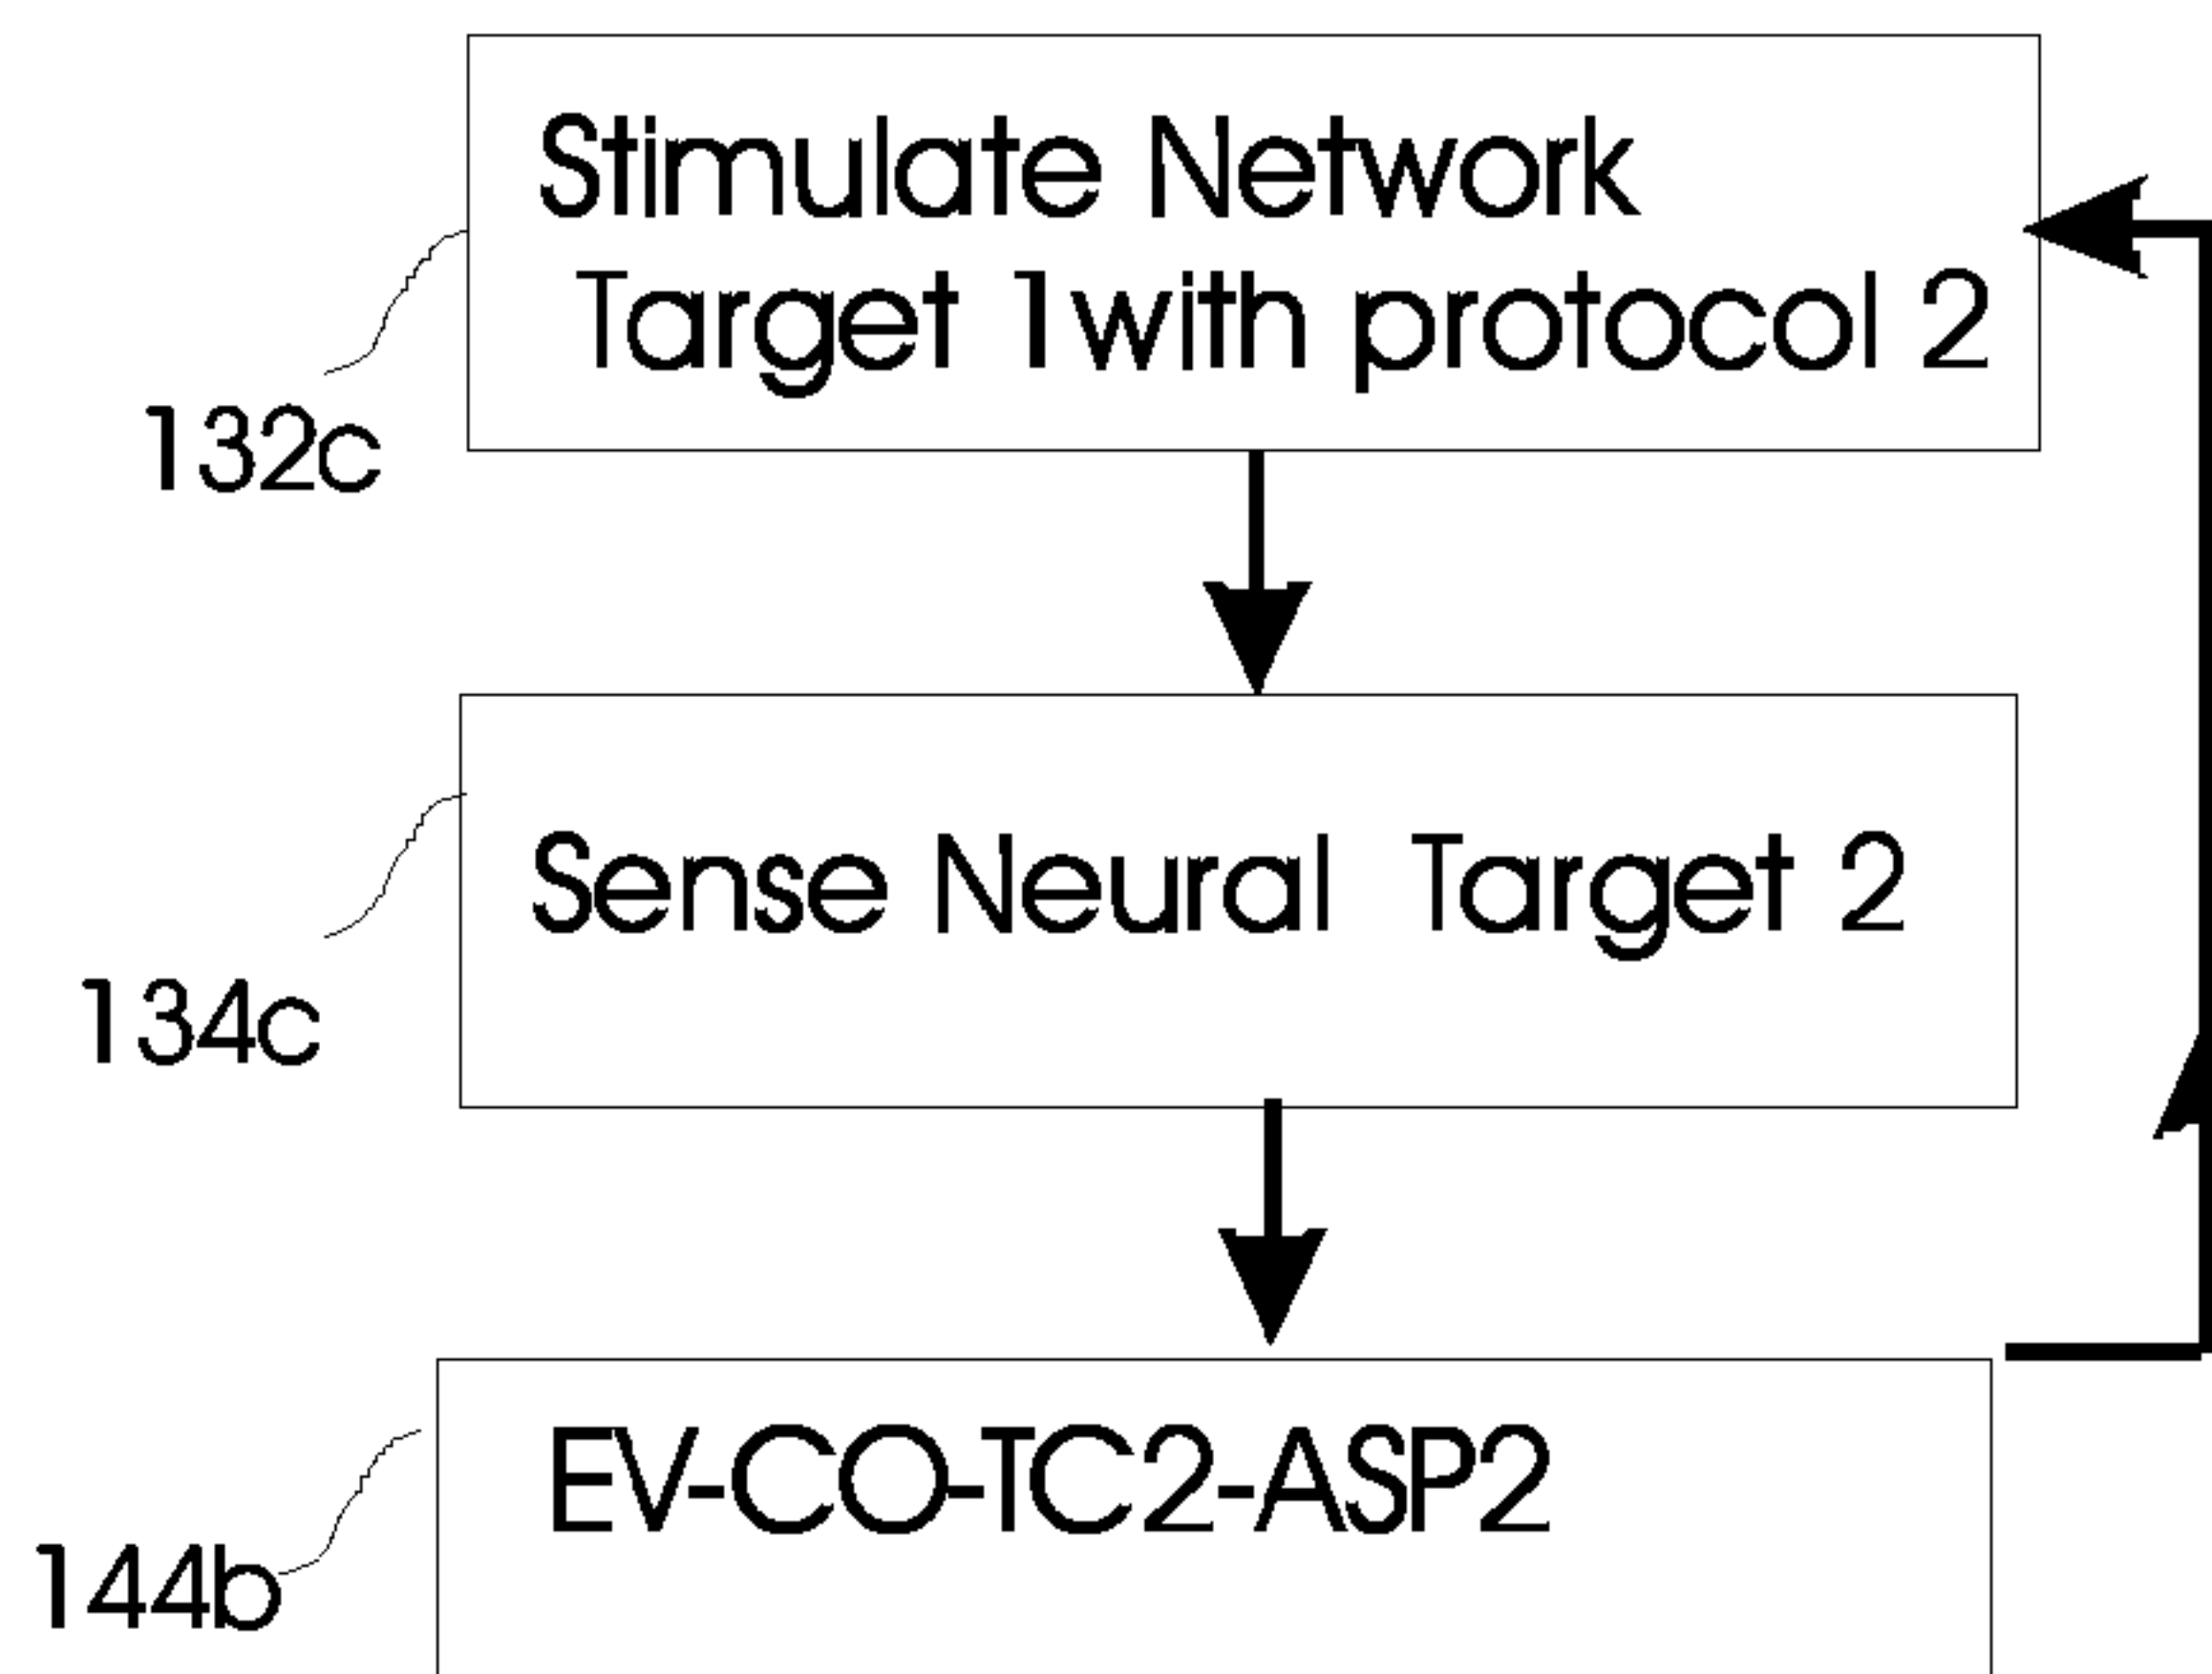 Stimulate Network
Target 1with protocol 2
132c
Sense Neural Target 2
134c
EV-CO-TC2-ASP2
144b